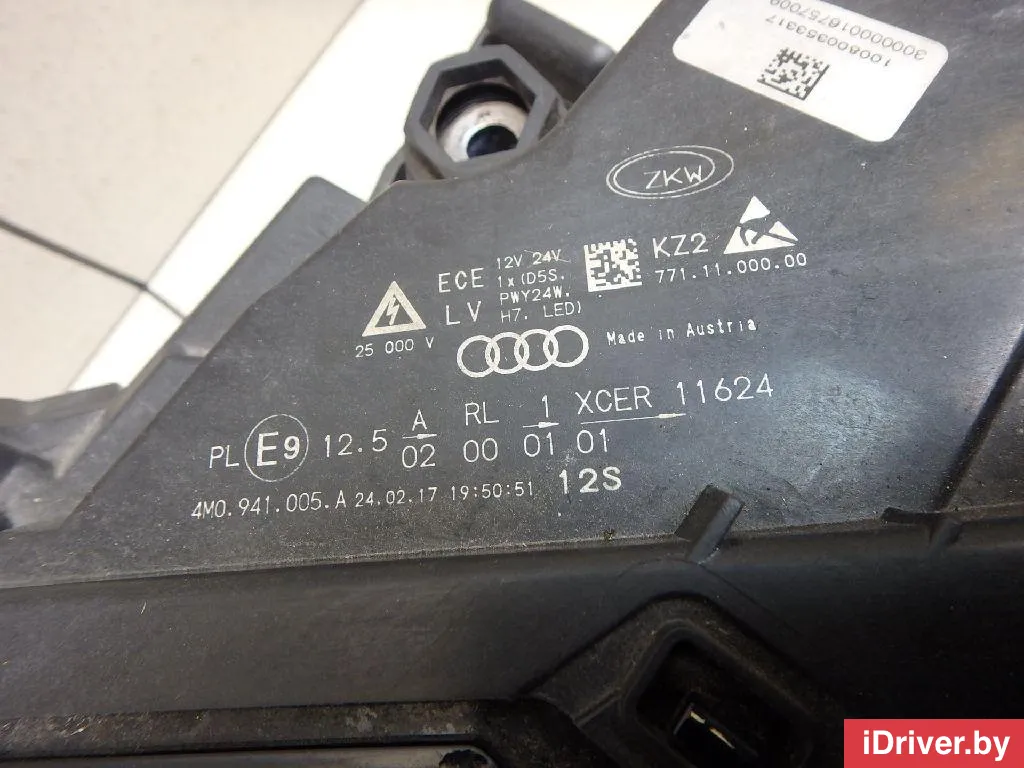 100800353317
3000000016757009
ZKW
ECE 12V 24V
1x (D5S,
LV PWY24W,
H7, LED)
KZ2
771.11.000.00
25 000 V
Made in Austria
PL E9 12.5 A RL 1 XCER 11624
02 00 01 01
4M0.941.005.A 24.02.17 19:50:51 12S
iDriver.by